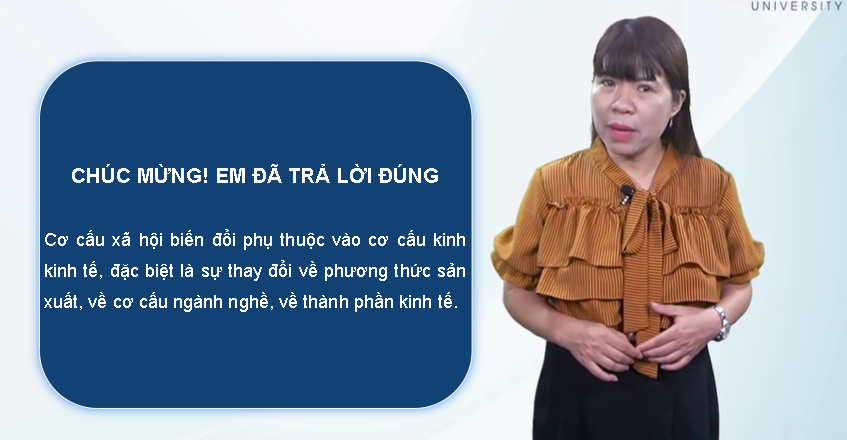 UNIVERSITY
CHÚC MỪNG! EM ĐÃ TRẢ LỜI ĐÚNG
Cơ cấu xã hội biến đổi phụ thuộc vào cơ cấu kinh
kinh tế, đặc biệt là sự thay đổi về phương thức sản
xuất, về cơ cấu ngành nghề, về thành phần kinh tế.